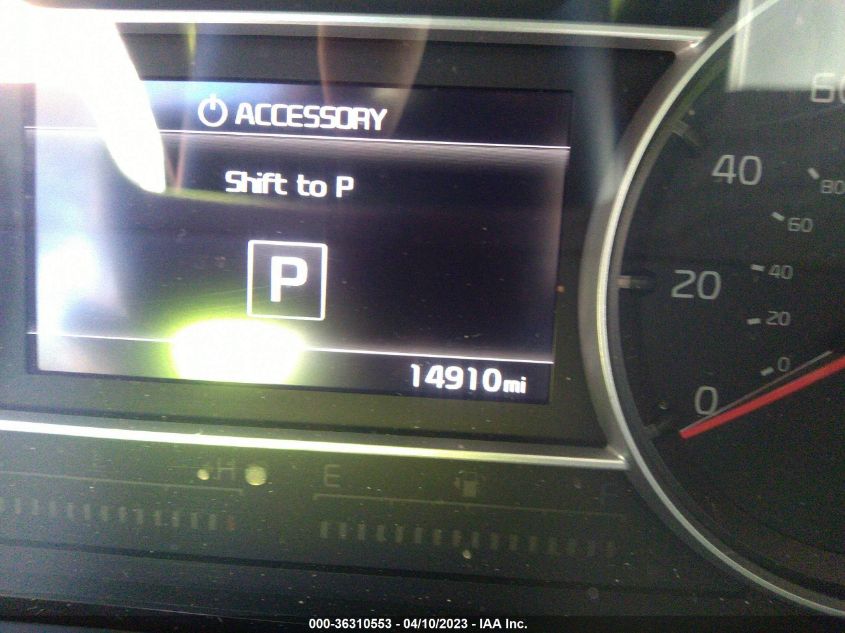 ACCESSORY
Shift to P
P
14910mi
H
E
F
60
40
80
60
20
40
20
0
0
000-36310553 - 04/10/2023 - IAA Inc.